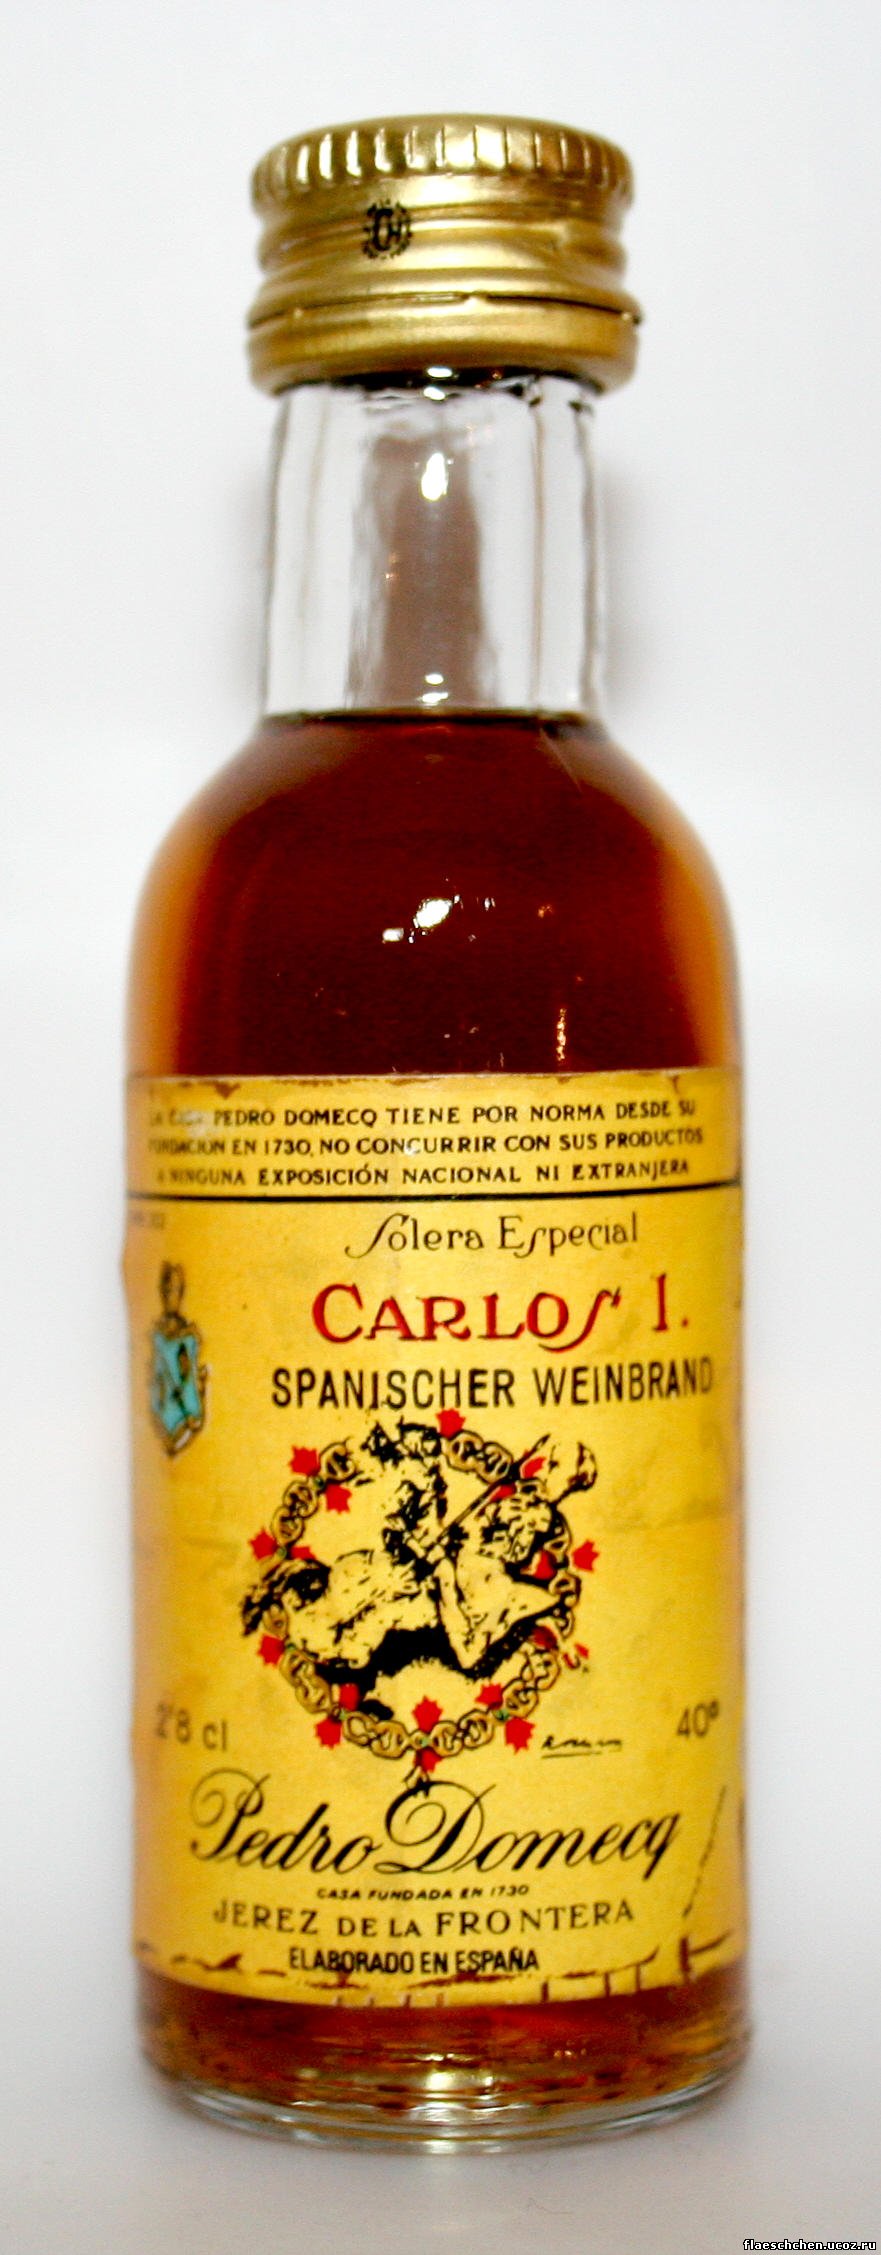 LA CASA PEDRO DOMECQ TIENE POR NORMA DESDE SU
FUNDACION EN 1730, NO CONCURRIR CON SUS PRODUCTOS
A NINGUNA EXPOSICIÓN NACIONAL NI EXTRANJERA
Solera Especial
CARLOS I.
SPANISCHER WEINBRAND
2'8 cl
40º
Pedro Domecq
CASA FUNDADA EN 1730
JEREZ DE LA FRONTERA
ELABORADO EN ESPAÑA
flaeschchen.ucoz.ru